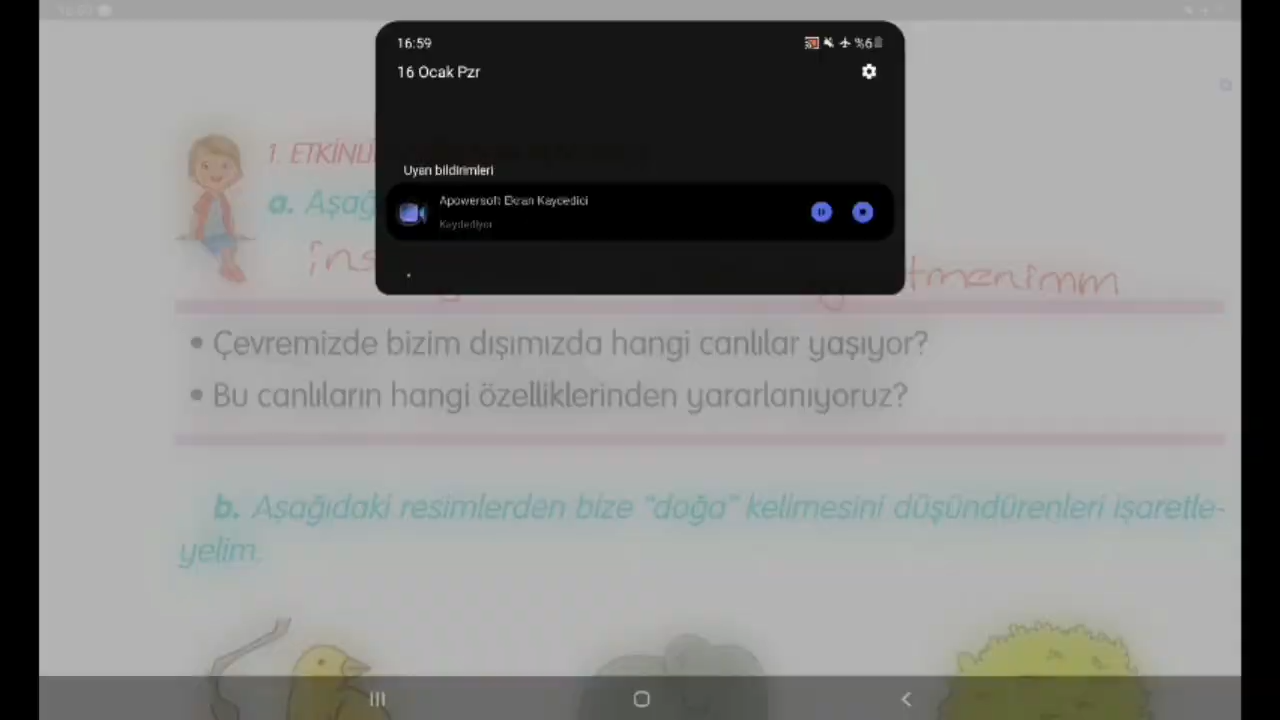 16:59
%6
16 Ocak Pzr
Uyarı bildirimleri
Apowersoft Ekran Kaydedici
Kaydediyor
1. ETKİNLİ
a. Aşağ
ins
tmenimm
• Çevremizde bizim dışımızda hangi canlılar yaşıyor?
• Bu canlıların hangi özelliklerinden yararlanıyoruz?
b. Aşağıdaki resimlerden bize "doğa" kelimesini düşündürenleri işaretle-
yelim.